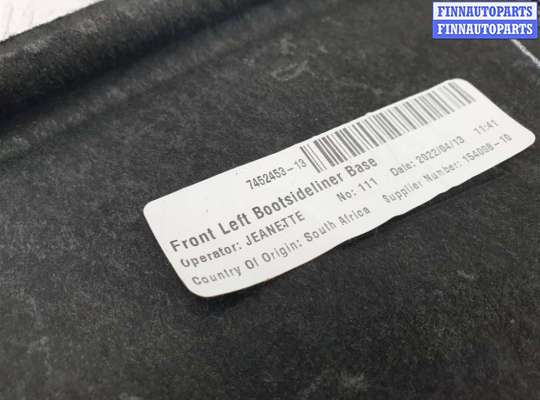 FINNAUTOPARTS
FINNAUTOPARTS
7452453-13
Front Left Bootsideliner Base
Operator: JEANETTE No: 111 Date: 2022/04/13 11:41
Country Of Origin: South Africa Supplier Number: 154008-10